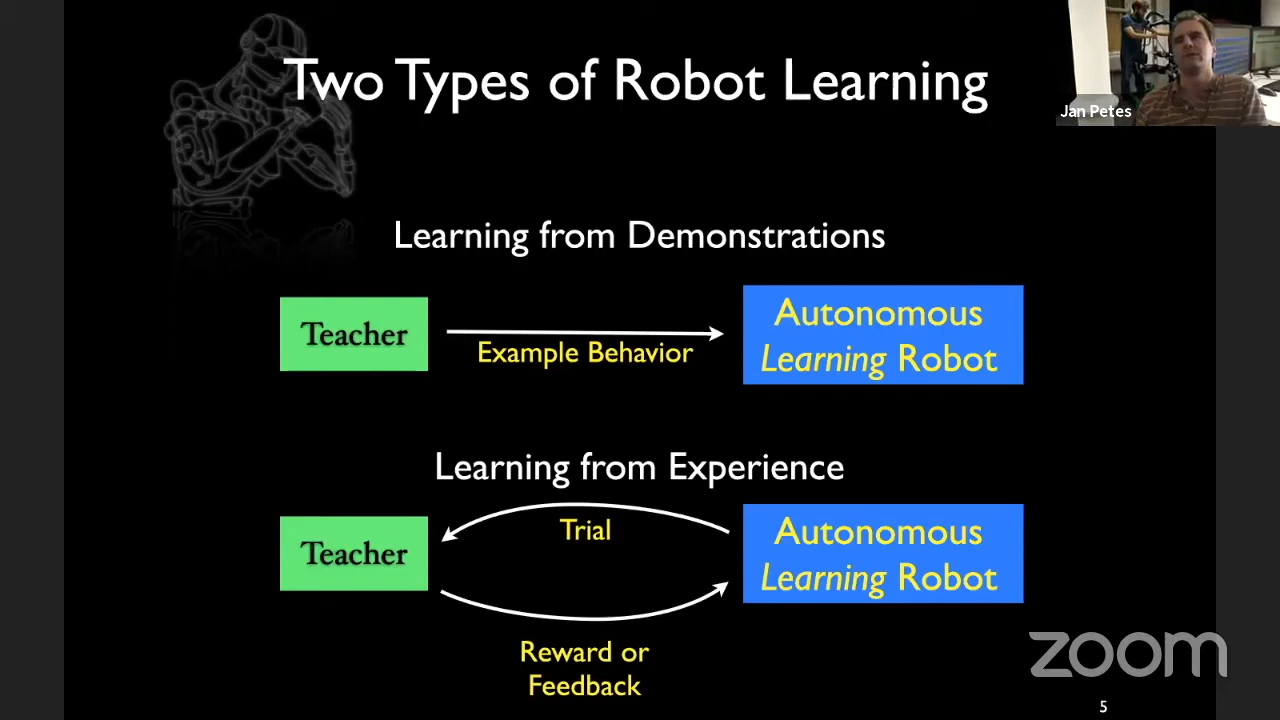 Two Types of Robot Learning
Jan Petes
Learning from Demonstrations
Teacher
Example Behavior
Autonomous
Learning Robot
Learning from Experience
Teacher
Trial
Autonomous
Learning Robot
Reward or
Feedback
zoom
5